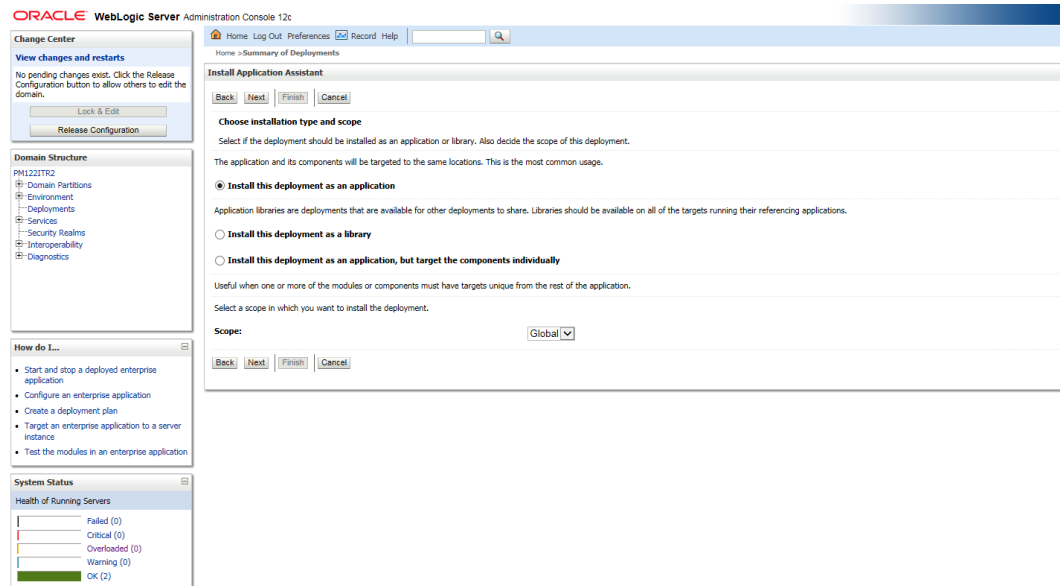 ORACLE WebLogic Server Administration Console 12c
Change Center
View changes and restarts
No pending changes exist. Click the Release
Configuration button to allow others to edit the
domain.
Lock & Edit
Release Configuration
Domain Structure
PM122ITR2
Domain Partitions
Environment
Deployments
Services
Security Realms
Interoperability
Diagnostics
How do I...
Start and stop a deployed enterprise
application
Configure an enterprise application
Create a deployment plan
Target an enterprise application to a server
instance
Test the modules in an enterprise application
System Status
Health of Running Servers
Failed (0)
Critical (0)
Overloaded (0)
Warning (0)
OK (2)
Home Log Out Preferences Record Help
Home >Summary of Deployments
Install Application Assistant
Back Next Finish Cancel
Choose installation type and scope
Select if the deployment should be installed as an application or library. Also decide the scope of this deployment.
The application and its components will be targeted to the same locations. This is the most common usage.
Install this deployment as an application
Application libraries are deployments that are available for other deployments to share. Libraries should be available on all of the targets running their referencing applications.
Install this deployment as a library
Install this deployment as an application, but target the components individually
Useful when one or more of the modules or components must have targets unique from the rest of the application.
Select a scope in which you want to install the deployment.
Scope: Global
Back Next Finish Cancel